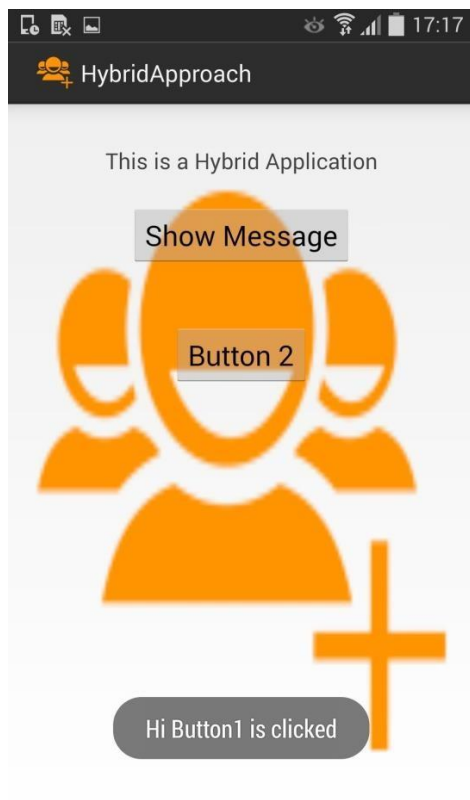 17:17
HybridApproach
This is a Hybrid Application
Show Message
Button 2
Hi Button1 is clicked